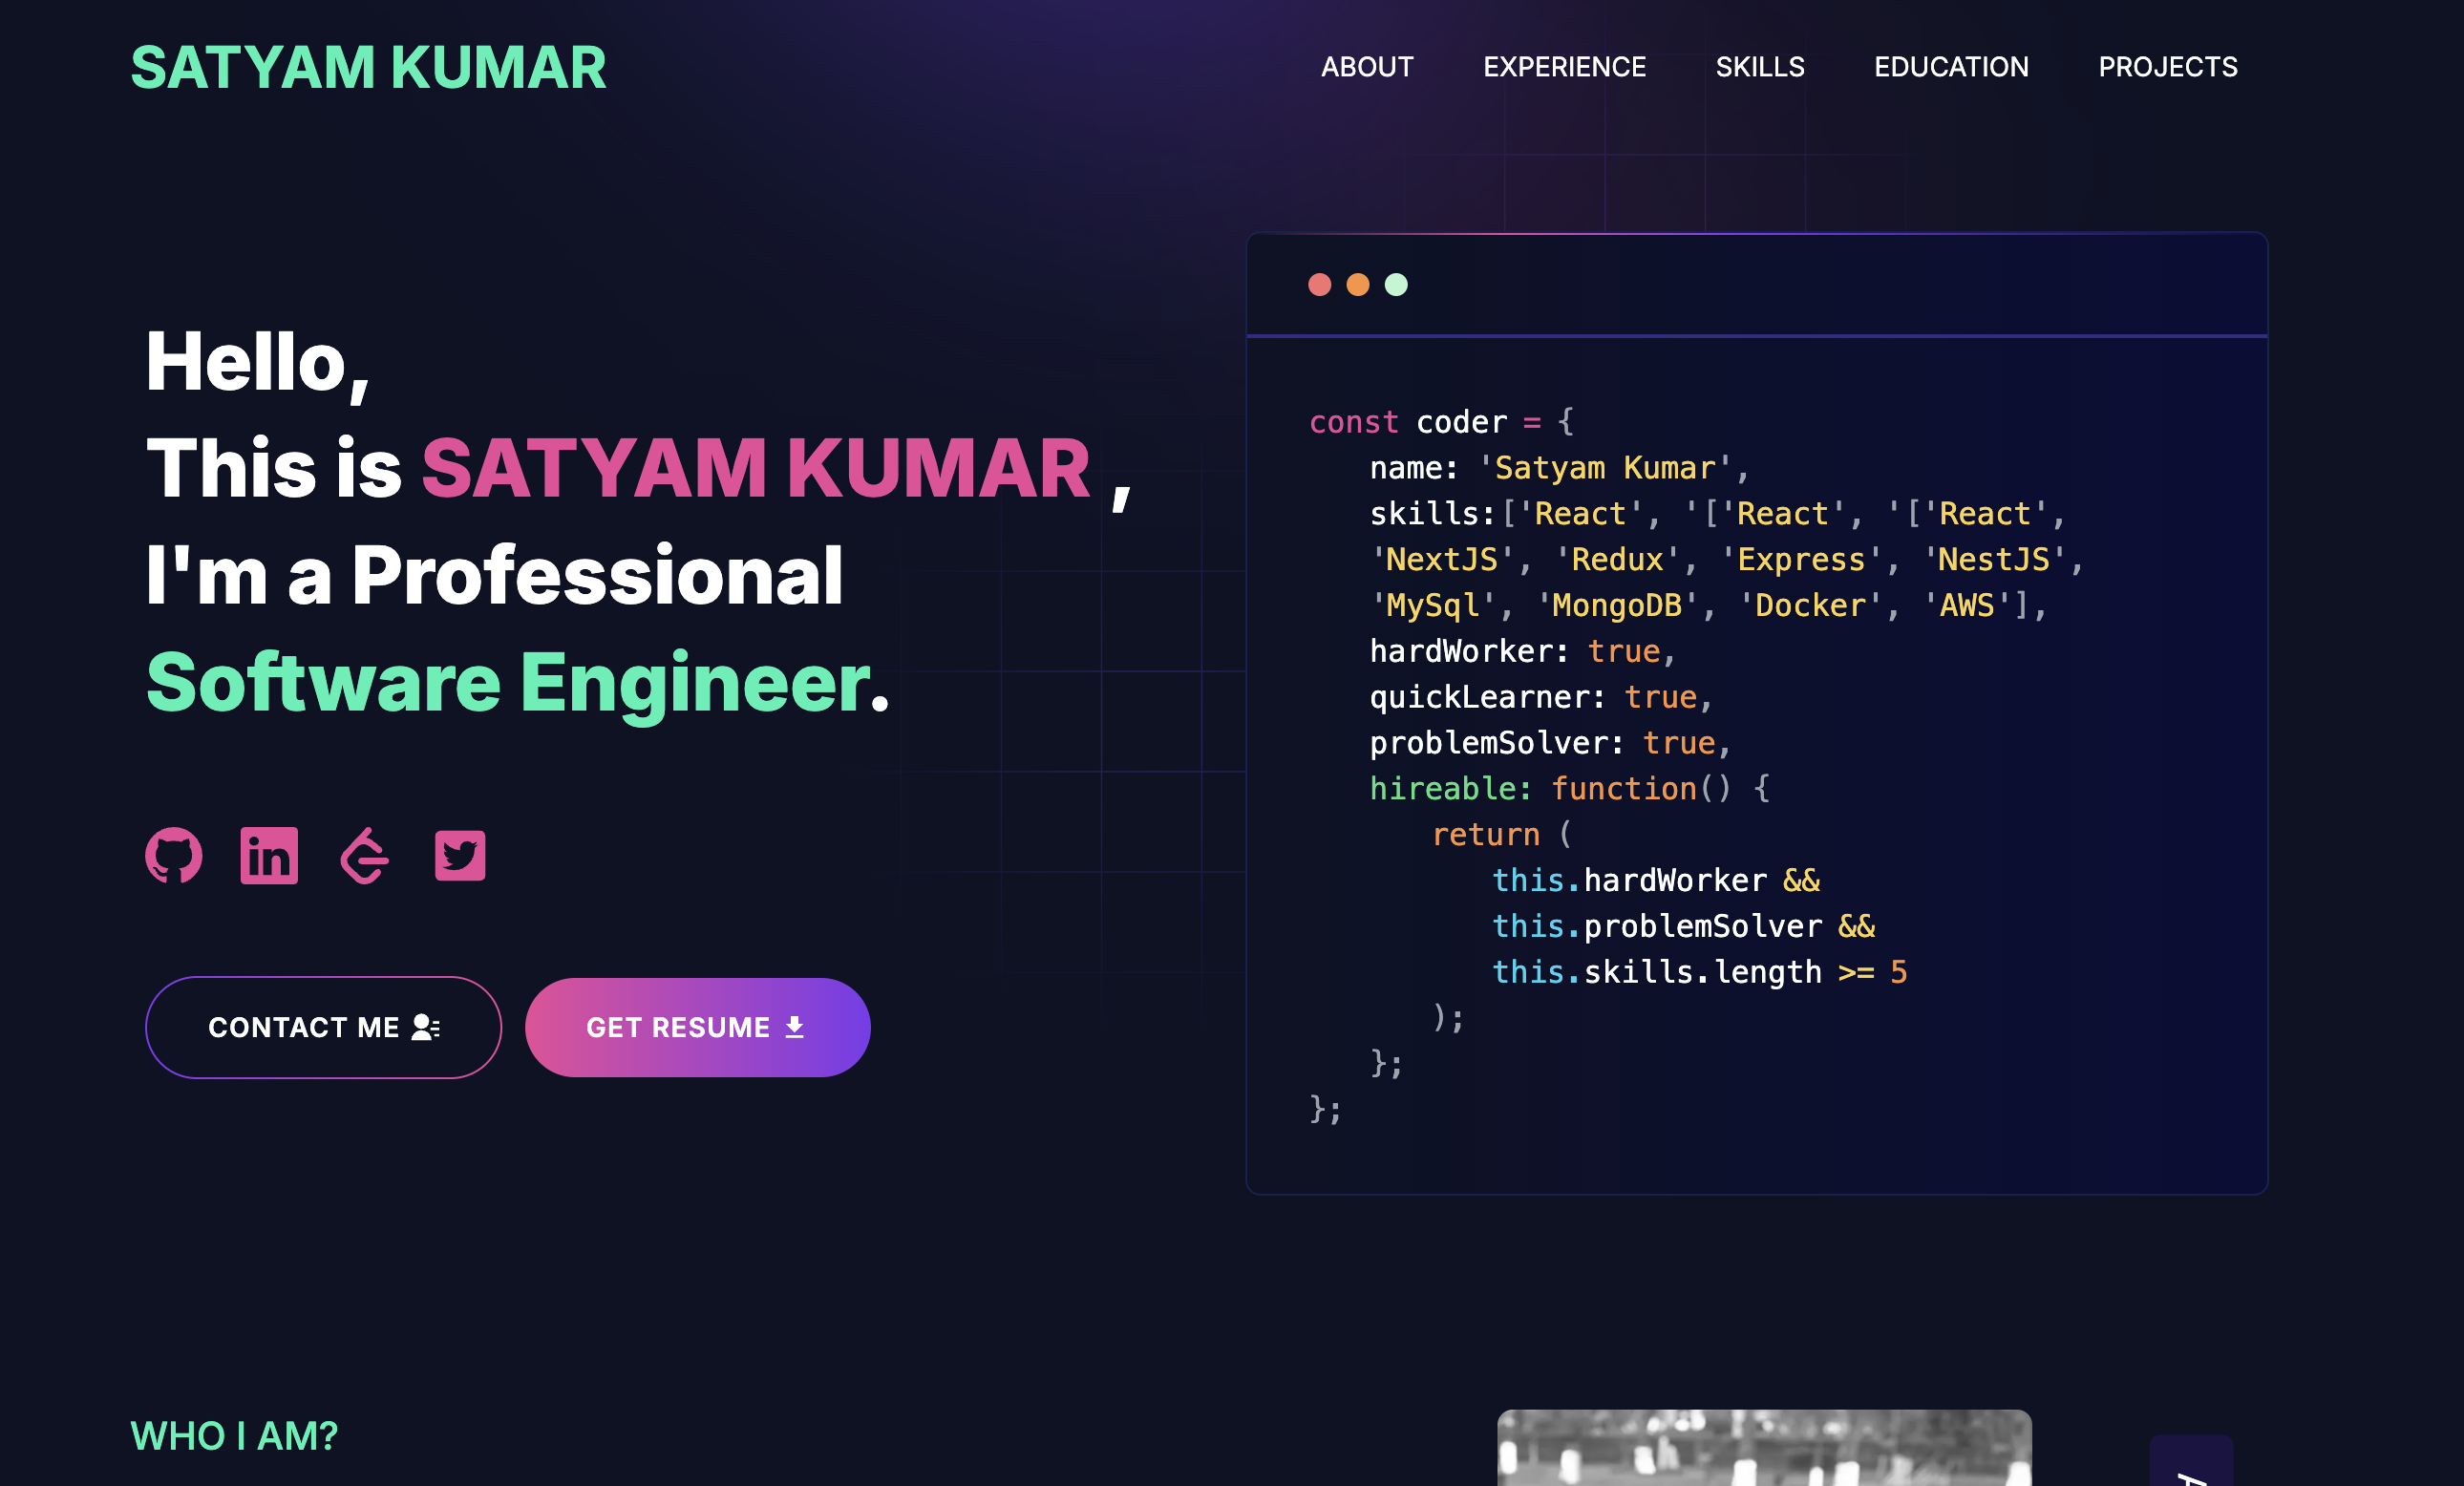 SATYAM KUMAR
ABOUT EXPERIENCE SKILLS EDUCATION PROJECTS
Hello,
This is SATYAM KUMAR ,
I'm a Professional
Software Engineer.
CONTACT ME
GET RESUME
const coder = {
name: 'Satyam Kumar',
skills:['React', '['React', '['React',
'NextJS', 'Redux', 'Express', 'NestJS',
'MySql', 'MongoDB', 'Docker', 'AWS'],
hardWorker: true,
quickLearner: true,
problemSolver: true,
hireable: function() {
return (
this.hardWorker &&
this.problemSolver &&
this.skills.length >= 5
);
};
};
WHO I AM?